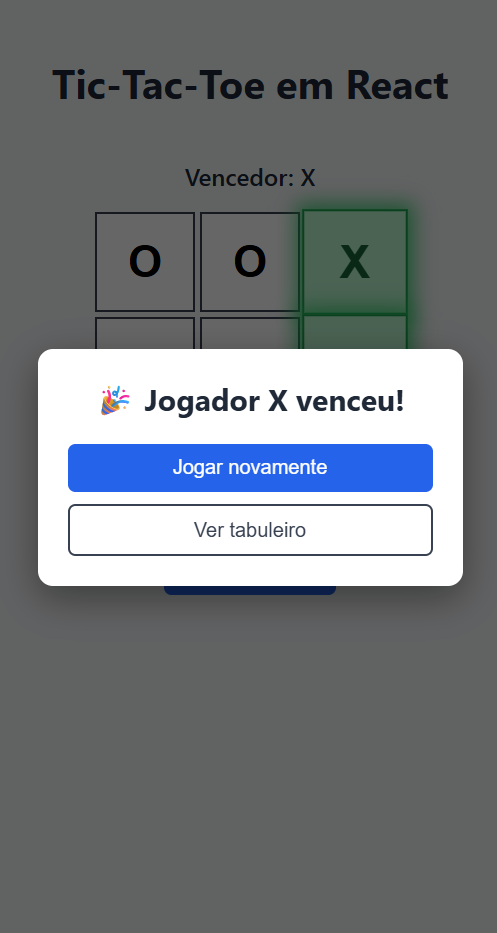 Tic-Tac-Toe em React
Vencedor: X
O O X
🎉 Jogador X venceu!
Jogar novamente
Ver tabuleiro